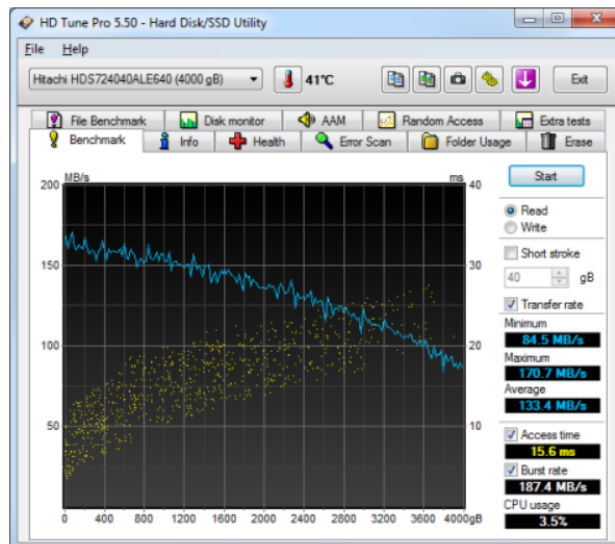 HD Tune Pro 5.50 - Hard Disk/SSD Utility
File Help
Hitachi HDS724040ALE640 (4000 gB) 41°C Exit
File Benchmark Disk monitor AAM Random Access Extra tests
Benchmark Info Health Error Scan Folder Usage Erase
200 MB/s ms 40
150 30
100 20
50 10
0 400 800 1200 1600 2000 2400 2800 3200 3600 4000gB
Start
Read
Write
Short stroke
40 gB
Transfer rate
Minimum
84.5 MB/s
Maximum
170.7 MB/s
Average
133.4 MB/s
Access time
15.6 ms
Burst rate
187.4 MB/s
CPU usage
3.5%